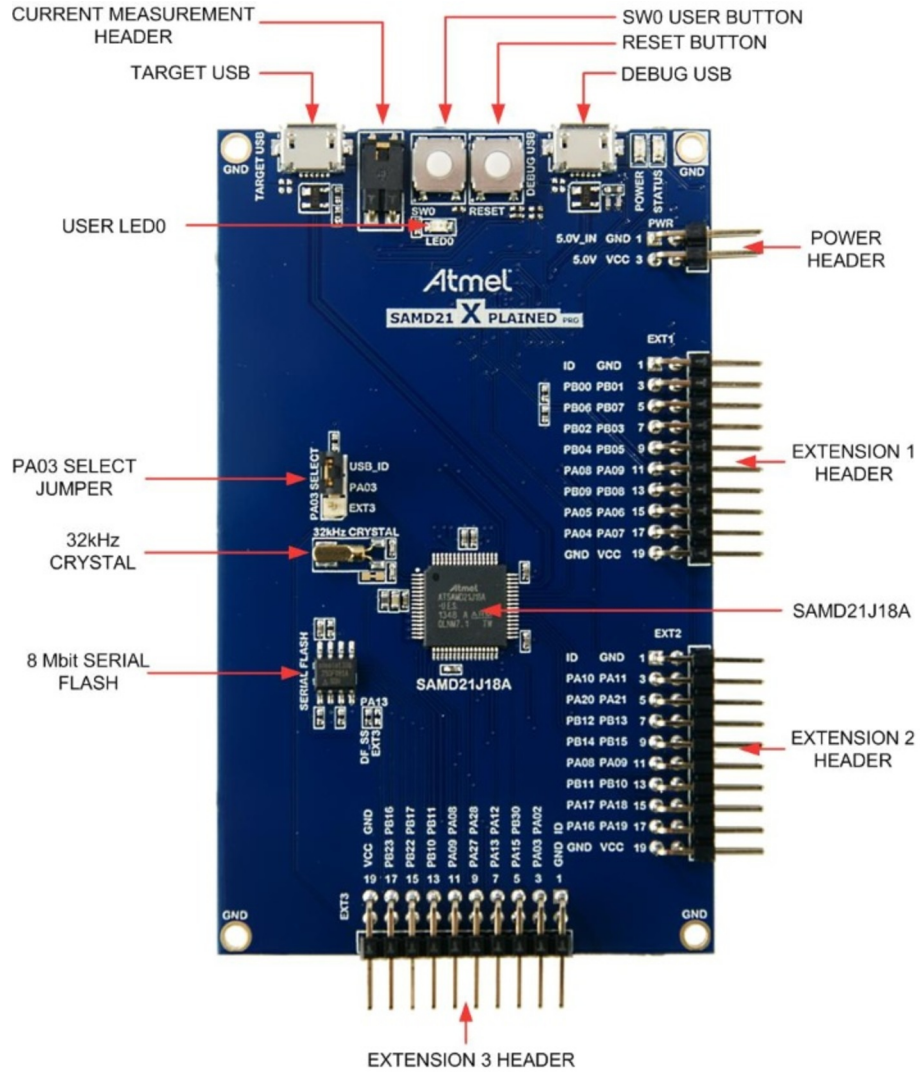 CURRENT MEASUREMENT
HEADER
SW0 USER BUTTON
RESET BUTTON
TARGET USB
DEBUG USB
GND
TARGET USB
DEBUG USB
POWER
STATUS
GND
SW0
RESET
USER LED0
LED0
PWR
5.0V_IN GND 1
5.0V VCC 3
POWER
HEADER
Atmel
SAMD21 XPLAINED PRO
EXT1
ID GND 1
PB00 PB01 3
PB06 PB07 5
PB02 PB03 7
PB04 PB05 9
PA08 PA09 11
PB09 PB08 13
PA05 PA06 15
PA04 PA07 17
GND VCC 19
EXTENSION 1
HEADER
PA03 SELECT
JUMPER
PA03 SELECT
USB_ID
PA03
EXT3
32kHz
CRYSTAL
32kHz CRYSTAL
Atmel
ATSAMD21J18A
SAMD21J18A
SAMD21J18A
8 Mbit SERIAL
FLASH
SERIAL FLASH
PA13
DF_SS
EXT3
EXT2
ID GND 1
PA10 PA11 3
PA20 PA21 5
PB12 PB13 7
PB14 PB15 9
PA08 PA09 11
PB11 PB10 13
PA17 PA18 15
PA16 PA19 17
GND VCC 19
EXTENSION 2
HEADER
GND PB16 PB17 PB11 PA08 PA28 PA12 PB30 PA02 ID
VCC PB23 PB22 PB10 PA09 PA27 PA13 PA15 PA03 GND
19 17 15 13 11 9 7 5 3 1
EXT3
GND
GND
EXTENSION 3 HEADER